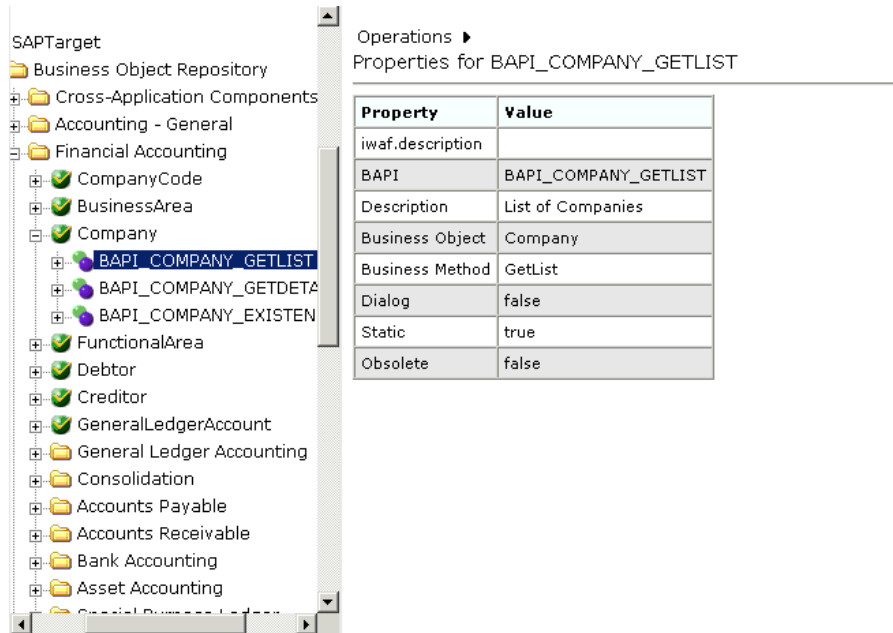 SAPTarget
Business Object Repository
Cross-Application Components
Accounting - General
Financial Accounting
CompanyCode
BusinessArea
Company
BAPI_COMPANY_GETLIST
BAPI_COMPANY_GETDETA
BAPI_COMPANY_EXISTEN
FunctionalArea
Debtor
Creditor
GeneralLedgerAccount
General Ledger Accounting
Consolidation
Accounts Payable
Accounts Receivable
Bank Accounting
Asset Accounting
Operations
Properties for BAPI_COMPANY_GETLIST
Property Value
iwaf.description
BAPI BAPI_COMPANY_GETLIST
Description List of Companies
Business Object Company
Business Method GetList
Dialog false
Static true
Obsolete false